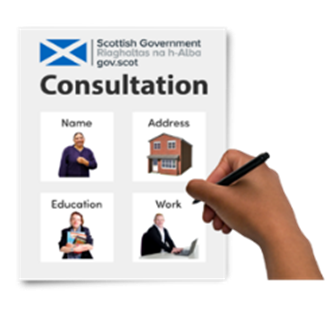 Scottish Government
Riaghaltas na h-Alba
gov.scot
Consultation
Name Address
Education Work